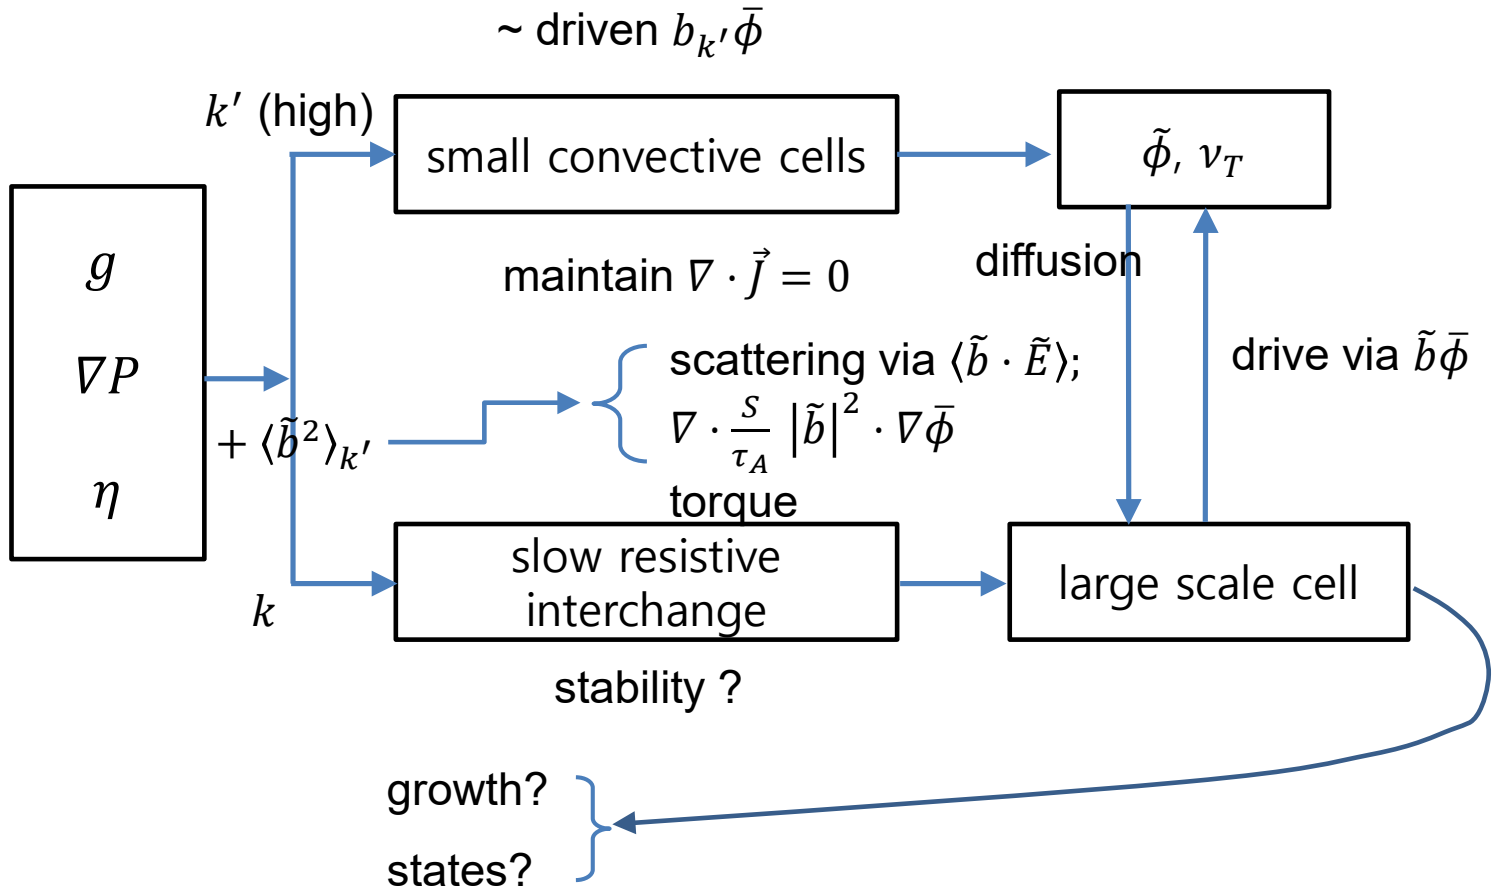 ~ driven b_{k′}ϕ̄
k′ (high)
small convective cells
ϕ̃, ν_T
g
∇P
η
maintain ∇ · J⃗ = 0
diffusion
+ ⟨b̃²⟩_{k′}
scattering via ⟨b̃ · Ẽ⟩;
∇ · S/τ_A |b̃|² · ∇ϕ̄
torque
drive via b̃ϕ̄
k
slow resistive
interchange
large scale cell
stability ?
growth?
states?